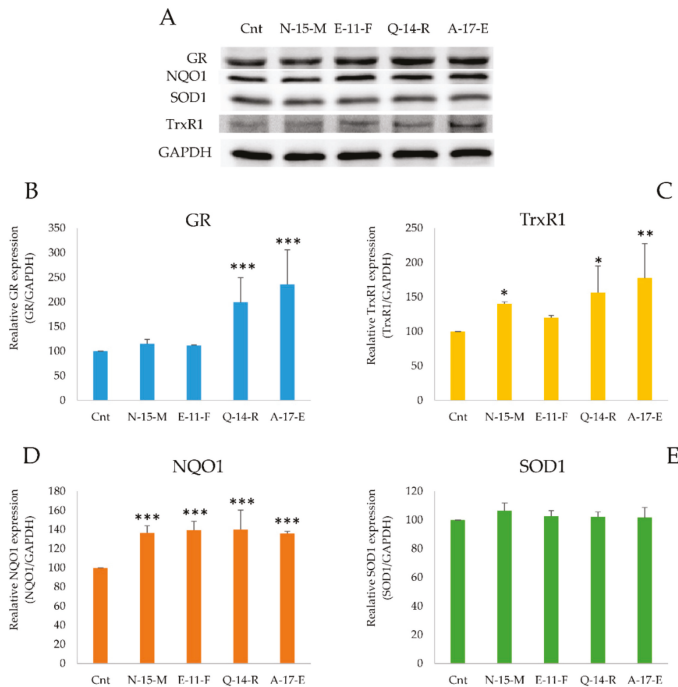 A
Cnt N-15-M E-11-F Q-14-R A-17-E
GR
NQO1
SOD1
TrxR1
GAPDH
B
GR
Realative GR expression
(GR/GAPDH)
350
300
250
200
150
100
50
0
*** ***
Cnt N-15-M E-11-F Q-14-R A-17-E
C
TrxR1
Realative TrxR1 expression
(TrxR1/GAPDH)
250
200
150
100
50
0
* * **
Cnt N-15-M E-11-F Q-14-R A-17-E
D
NQO1
Realative NQO1 expression
(NQO1/GAPDH)
180
160
140
120
100
80
60
40
20
0
*** *** *** ***
Cnt N-15-M E-11-F Q-14-R A-17-E
E
SOD1
Realative SOD1 expression
(SOD1/GAPDH)
120
100
80
60
40
20
0
Cnt N-15-M E-11-F Q-14-R A-17-E